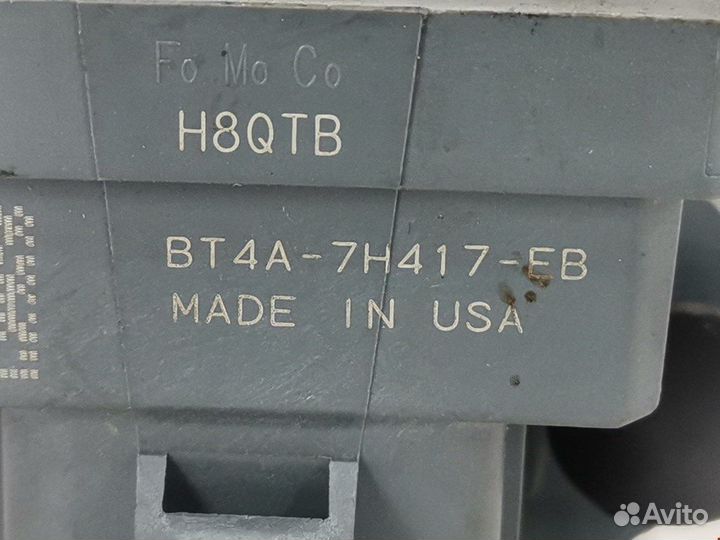 Fo Mo Co
H8QTB
BT4A-7H417-EB
MADE IN USA
Avito